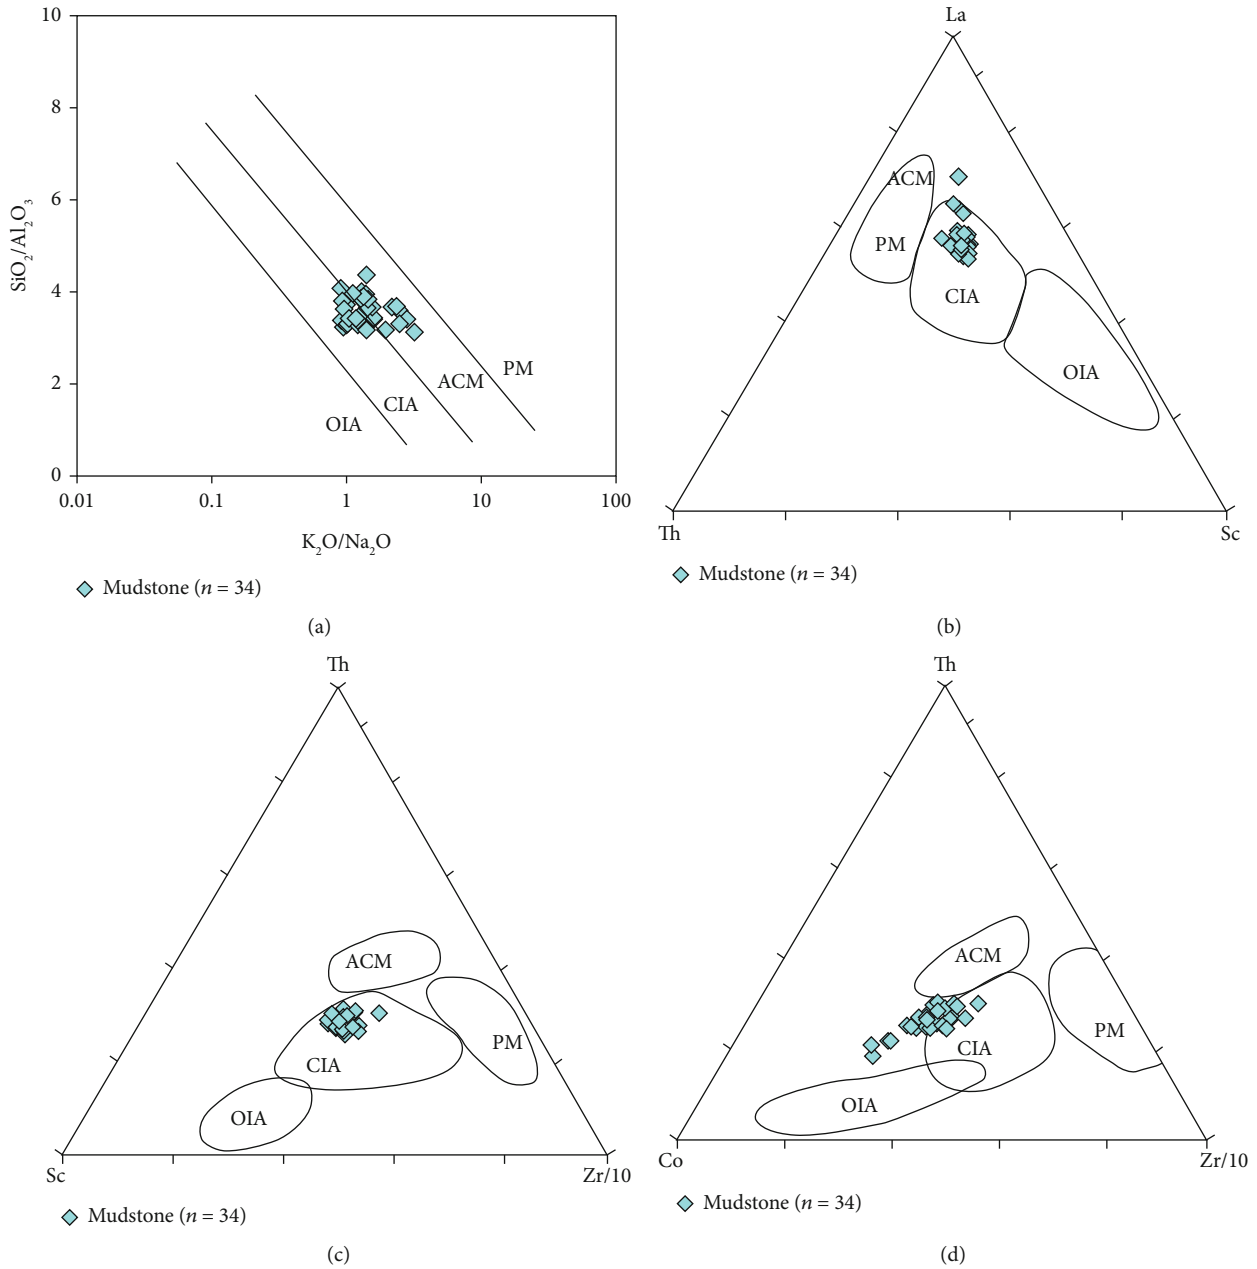 10
8
6
4
2
0
SiO₂/Al₂O₃
OIA
CIA
ACM
PM
0.01
0.1
1
10
100
K₂O/Na₂O
Mudstone (n = 34)
(a)
La
ACM
PM
CIA
OIA
Th
Sc
Mudstone (n = 34)
(b)
Th
ACM
PM
CIA
OIA
Sc
Zr/10
Mudstone (n = 34)
(c)
Th
ACM
PM
CIA
OIA
Co
Zr/10
Mudstone (n = 34)
(d)